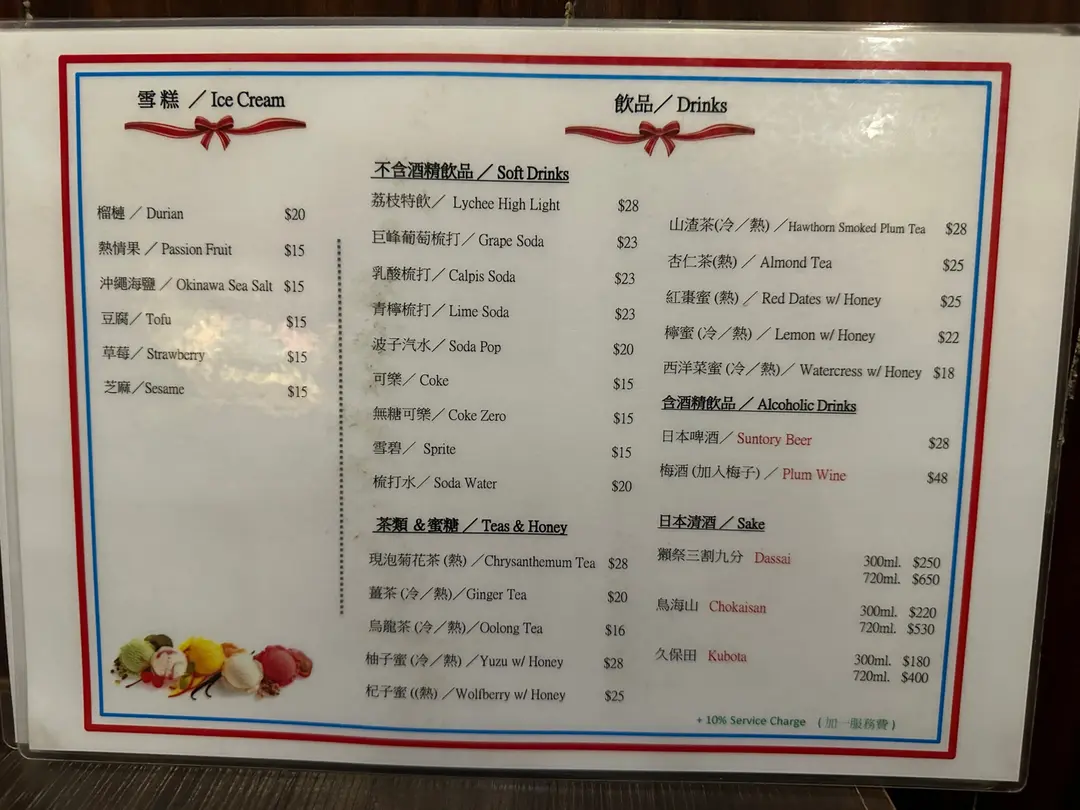 雪糕 ／Ice Cream
榴槤 ／ Durian $20
熱情果／ Passion Fruit $15
沖繩海鹽 ／ Okinawa Sea Salt $15
豆腐／ Tofu $15
草莓／ Strawberry $15
芝麻／Sesame $15
飲品／ Drinks
不含酒精飲品 ／ Soft Drinks
荔枝特飲／ Lychee High Light $28
巨峰葡萄梳打／ Grape Soda $23
乳酸梳打／ Calpis Soda $23
青檸梳打／ Lime Soda $23
波子汽水／ Soda Pop $20
可樂／ Coke $15
無糖可樂／ Coke Zero $15
雪碧／ Sprite $15
梳打水／ Soda Water $20
茶類 ＆蜜糖 ／ Teas & Honey
現泡菊花茶 (熱) ／Chrysanthemum Tea $28
薑茶 (冷／熱)／Ginger Tea $20
烏龍茶 (冷／熱)／Oolong Tea $16
柚子蜜 (冷／熱) ／Yuzu w/ Honey $28
杞子蜜 ((熱) ／Wolfberry w/ Honey $25
山渣茶(冷／熱) ／Hawthorn Smoked Plum Tea $28
杏仁茶(熱) ／ Almond Tea $25
紅棗蜜 (熱) ／ Red Dates w/ Honey $25
檸蜜 (冷／熱) ／ Lemon w/ Honey $22
西洋菜蜜 (冷／熱)／ Watercress w/ Honey $18
含酒精飲品 ／ Alcoholic Drinks
日本啤酒／ Suntory Beer $28
梅酒 (加入梅子) ／ Plum Wine $48
日本清酒 ／ Sake
獺祭三割九分 Dassai 300ml. $250
720ml. $650
鳥海山 Chokaisan 300ml. $220
720ml. $530
久保田 Kubota 300ml. $180
720ml. $400
+ 10% Service Charge ( 加一服務費 )